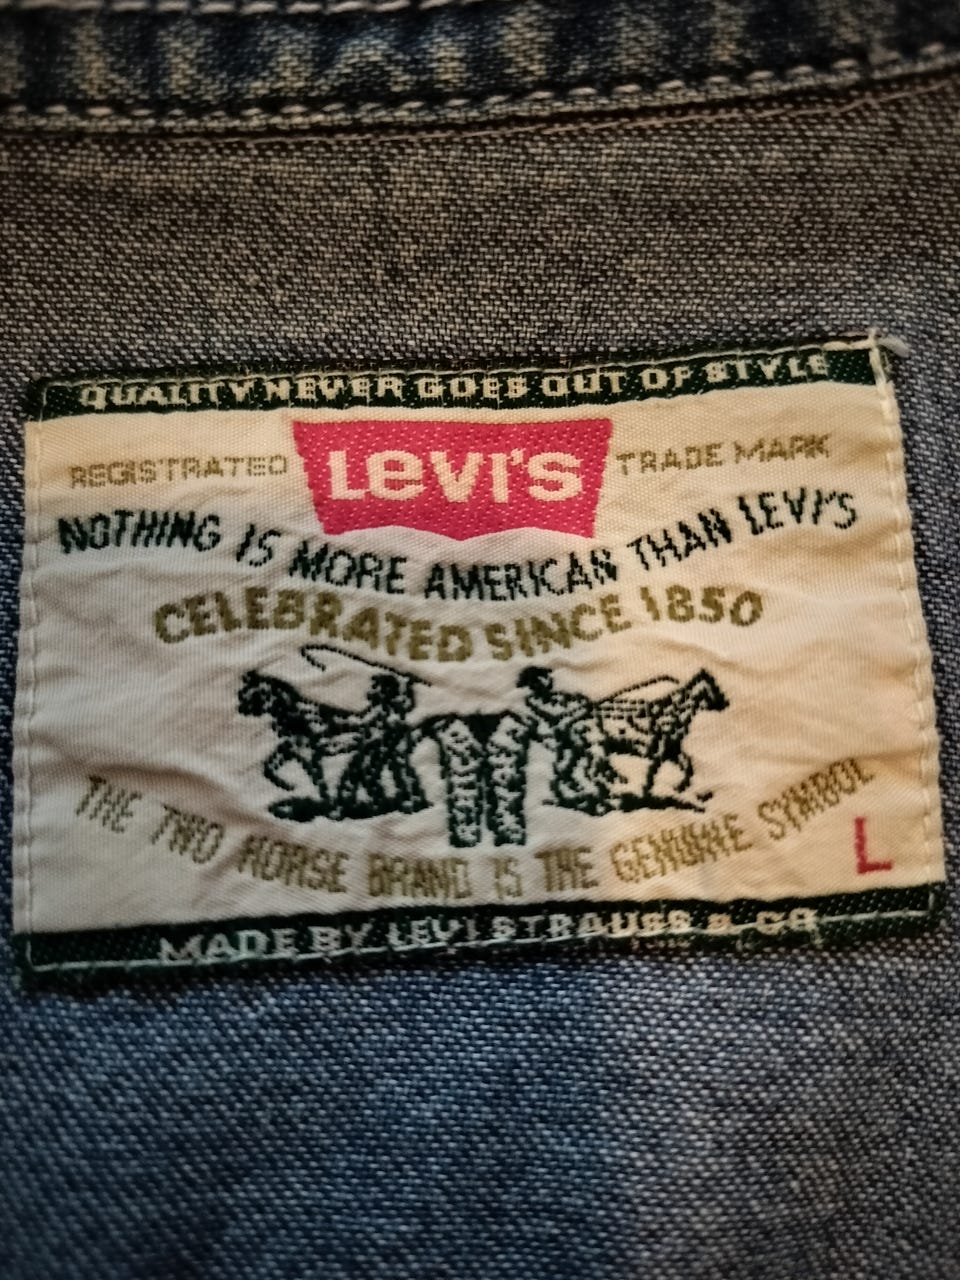 QUALITY NEVER GOES OUT OF STYLE
REGISTRATED LEVI'S TRADE MARK
NOTHING IS MORE AMERICAN THAN LEVI'S
CELEBRATED SINCE 1850
THE TWO HORSE BRAND IS THE GENUINE SYMBOL
L
MADE BY LEVI STRAUSS & CO